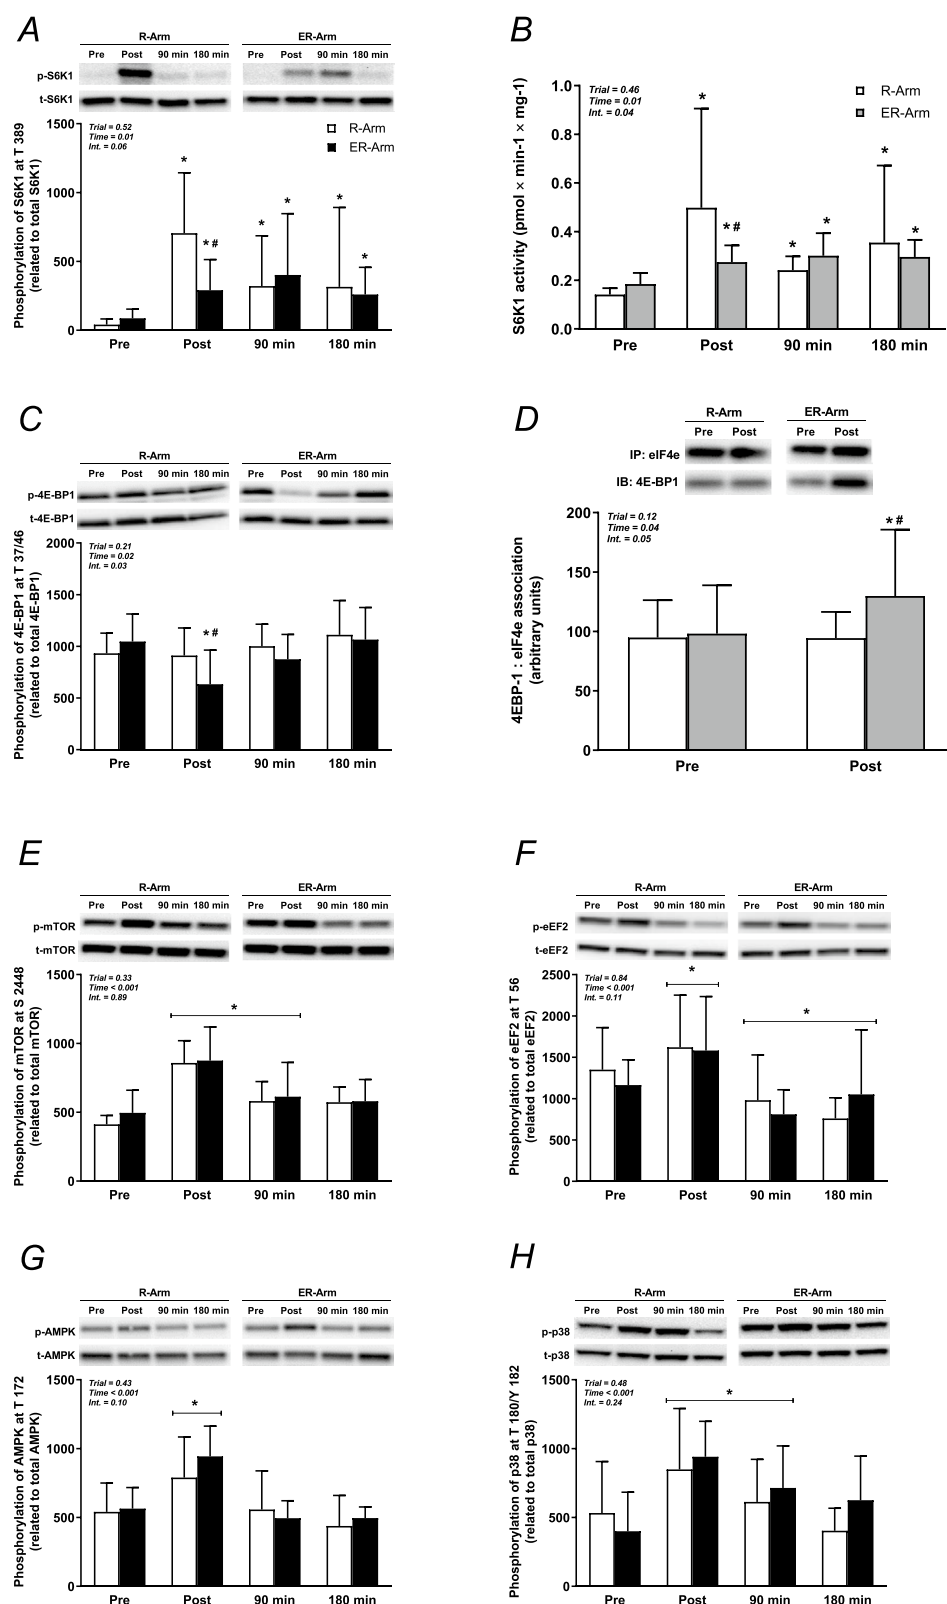 A
R-Arm ER-Arm
Pre Post 90 min 180 min Pre Post 90 min 180 min
p-S6K1
t-S6K1
Phosphorylation of S6K1 at T 389
(related to total S6K1)
1500
1000
500
0
Trial = 0.52
Time = 0.01
Int. = 0.06
R-Arm
ER-Arm
*
*#
*
*
*
*
Pre Post 90 min 180 min
B
S6K1 activity (pmol × min-1 × mg-1)
1.0
0.8
0.6
0.4
0.2
0.0
Trial = 0.46
Time = 0.01
Int. = 0.04
R-Arm
ER-Arm
*
*#
*
*
*
*
Pre Post 90 min 180 min
C
R-Arm ER-Arm
Pre Post 90 min 180 min Pre Post 90 min 180 min
p-4E-BP1
t-4E-BP1
Phosphorylation of 4E-BP1 at T 37/46
(related to total 4E-BP1)
2000
1500
1000
500
0
Trial = 0.21
Time = 0.02
Int. = 0.03
*#
Pre Post 90 min 180 min
D
R-Arm ER-Arm
Pre Post Pre Post
IP: eIF4e
IB: 4E-BP1
4EBP-1 : eIF4e association
(arbitrary units)
200
150
100
50
0
Trial = 0.12
Time = 0.04
Int. = 0.05
*#
Pre Post
E
R-Arm ER-Arm
Pre Post 90 min 180 min Pre Post 90 min 180 min
p-mTOR
t-mTOR
Phosphorylation of mTOR at S 2448
(related to total mTOR)
1500
1000
500
0
Trial = 0.33
Time < 0.001
Int. = 0.89
*
Pre Post 90 min 180 min
F
R-Arm ER-Arm
Pre Post 90 min 180 min Pre Post 90 min 180 min
p-eEF2
t-eEF2
Phosphorylation of eEF2 at T 56
(related to total eEF2)
2500
2000
1500
1000
500
0
Trial = 0.84
Time < 0.001
Int. = 0.11
*
*
Pre Post 90 min 180 min
G
R-Arm ER-Arm
Pre Post 90 min 180 min Pre Post 90 min 180 min
p-AMPK
t-AMPK
Phosphorylation of AMPK at T 172
(related to total AMPK)
1500
1000
500
0
Trial = 0.43
Time < 0.001
Int. = 0.10
*
Pre Post 90 min 180 min
H
R-Arm ER-Arm
Pre Post 90 min 180 min Pre Post 90 min 180 min
p-p38
t-p38
Phosphorylation of p38 at T 180/Y 182
(related to total p38)
1500
1000
500
0
Trial = 0.48
Time < 0.001
Int. = 0.24
*
Pre Post 90 min 180 min